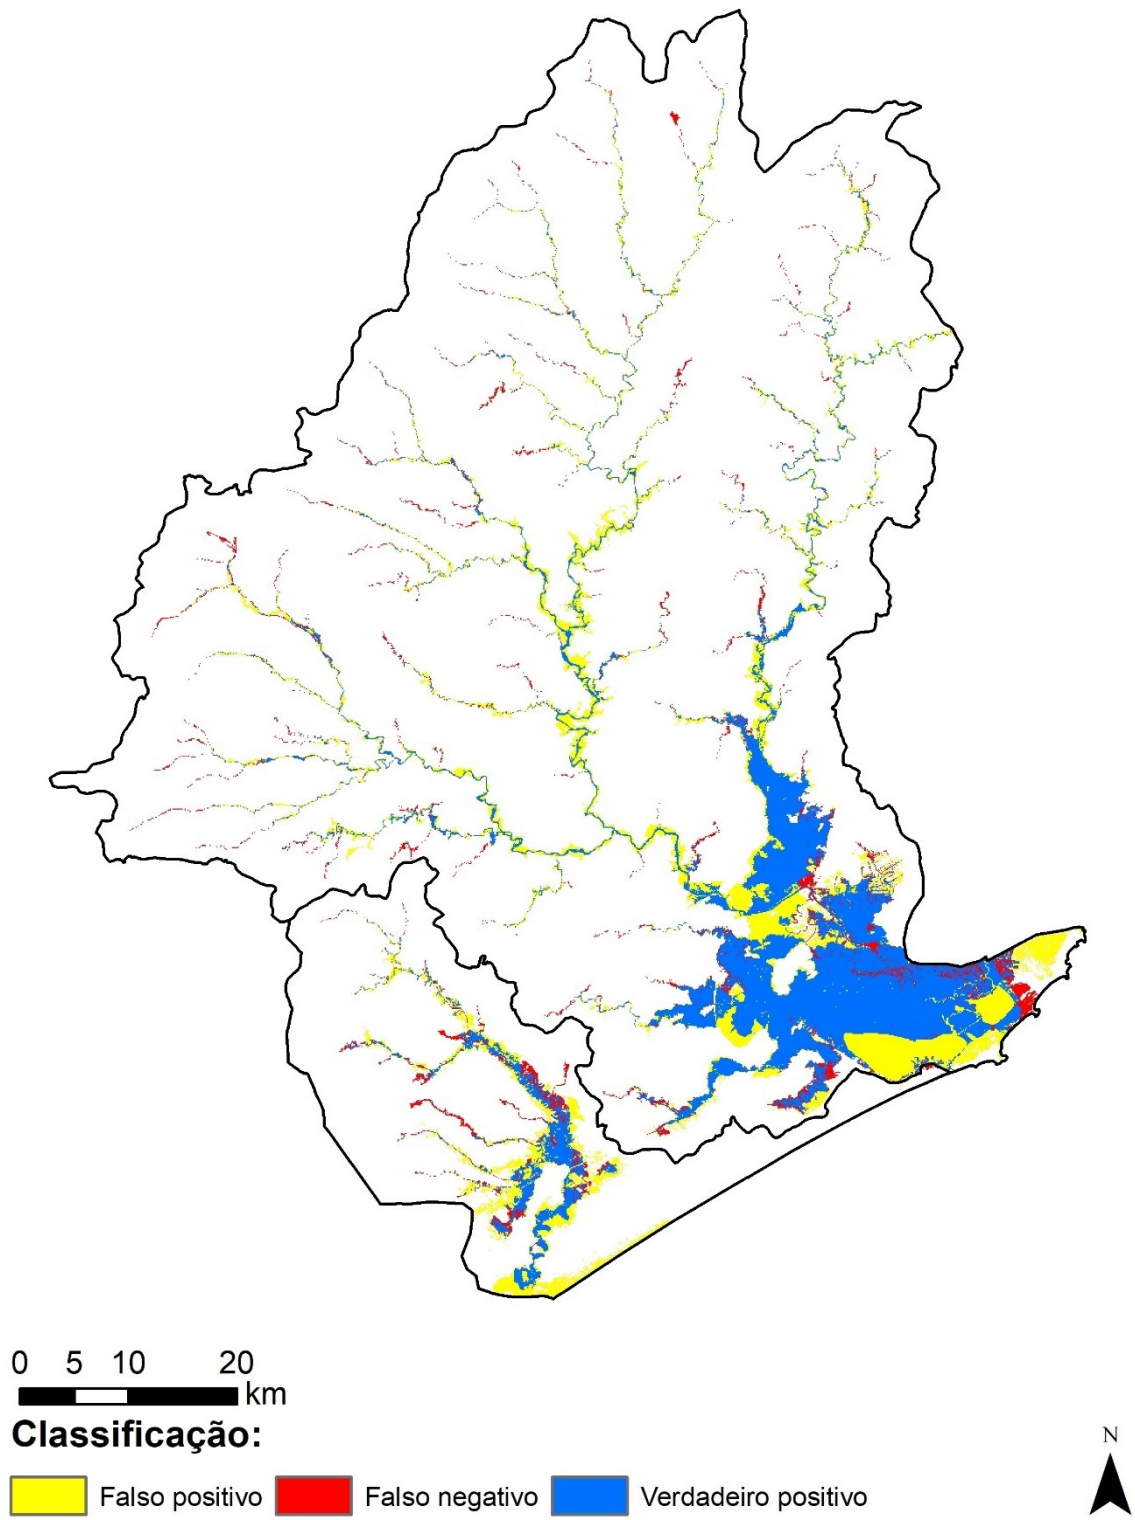 0 5 10 20
km
Classificação:
N
Falso positivo Falso negativo Verdadeiro positivo